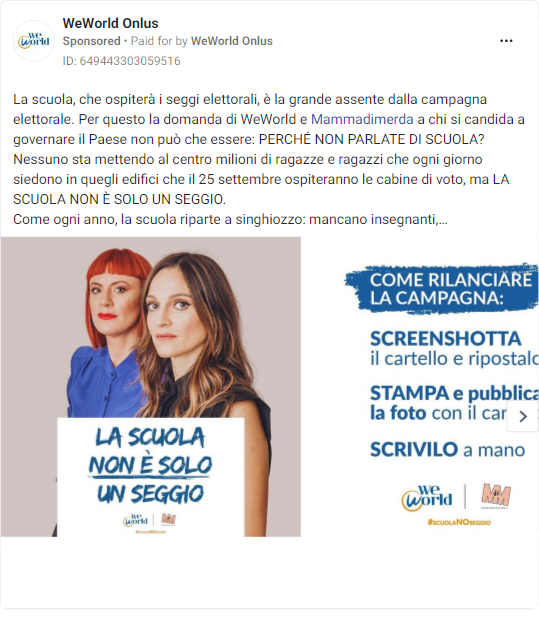 WeWorld Onlus
Sponsored • Paid for by WeWorld Onlus
ID: 649443303059516
La scuola, che ospiterà i seggi elettorali, è la grande assente dalla campagna
elettorale. Per questo la domanda di WeWorld e Mammadimerda a chi si candida a
governare il Paese non può che essere: PERCHÉ NON PARLATE DI SCUOLA?
Nessuno sta mettendo al centro milioni di ragazze e ragazzi che ogni giorno
siedono in quegli edifici che il 25 settembre ospiteranno le cabine di voto, ma LA
SCUOLA NON È SOLO UN SEGGIO.
Come ogni anno, la scuola riparte a singhiozzo: mancano insegnanti,...
LA SCUOLA
NON È SOLO
UN SEGGIO
we world
MM
COME RILANCIARE
LA CAMPAGNA:
SCREENSHOTTA
il cartello e ripostalo
STAMPA e pubblica
la foto con il car
SCRIVILO a mano
we world
MM
#SCUOLANOSEGGIO